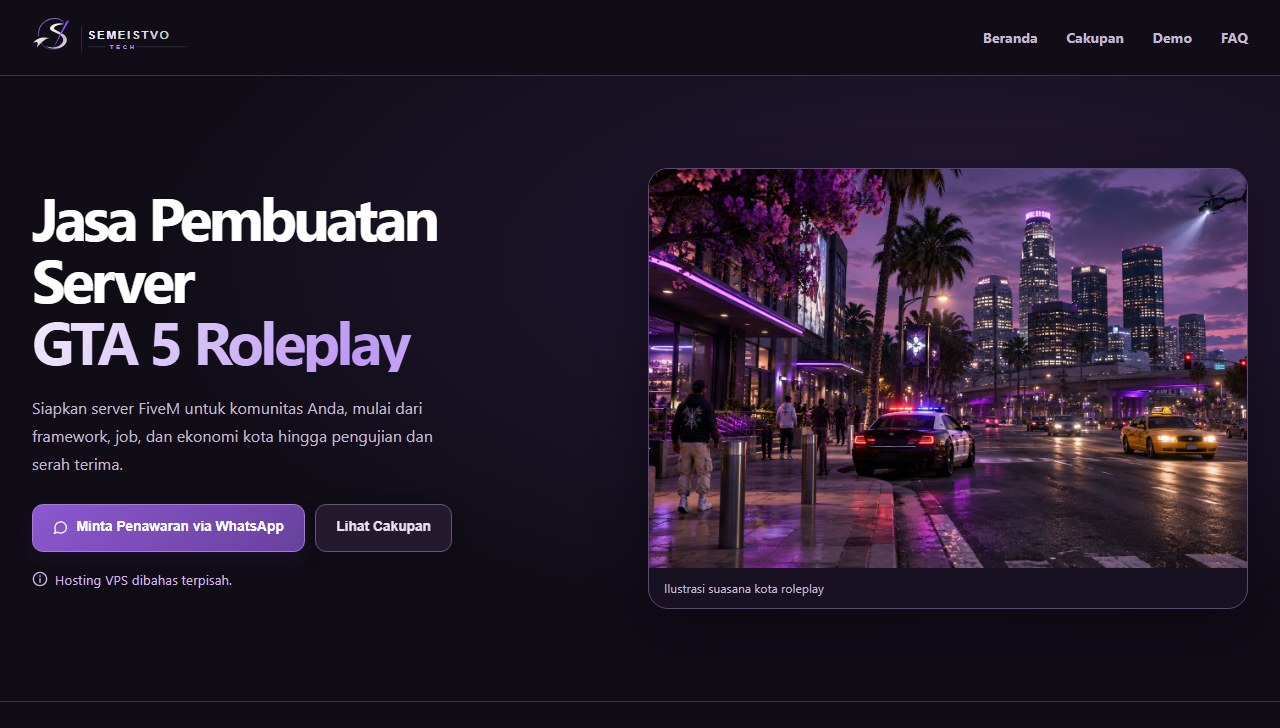 SEMEISTVO
TECH
Beranda
Cakupan
Demo
FAQ
Jasa Pembuatan
Server
GTA 5 Roleplay
Siapkan server FiveM untuk komunitas Anda, mulai dari
framework, job, dan ekonomi kota hingga pengujian dan
serah terima.
Minta Penawaran via WhatsApp
Lihat Cakupan
Hosting VPS dibahas terpisah.
Ilustrasi suasana kota roleplay